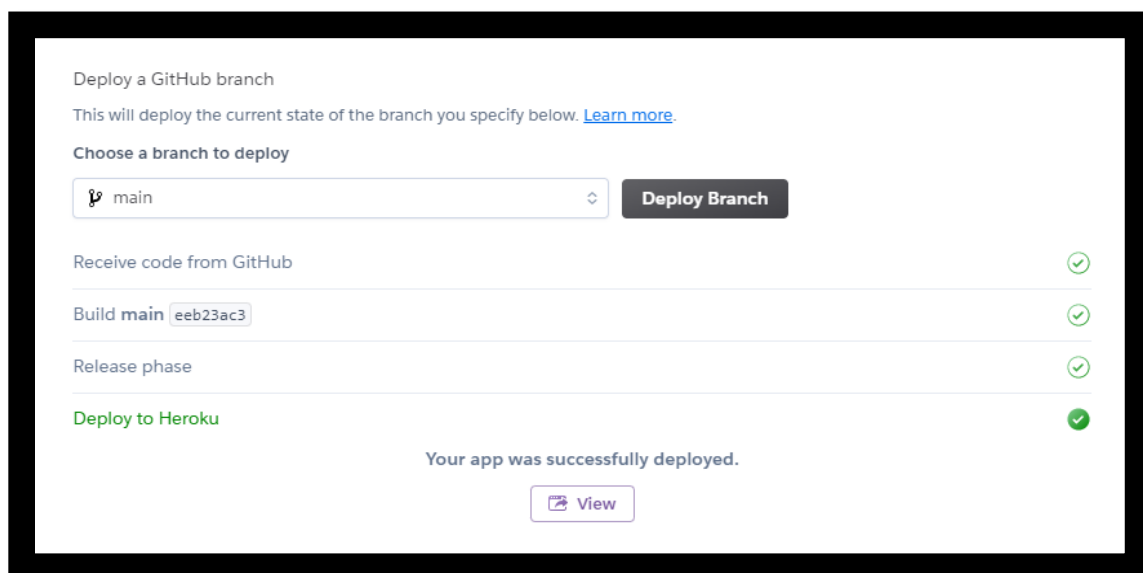 Deploy a GitHub branch
This will deploy the current state of the branch you specify below. Learn more.
Choose a branch to deploy
main
Deploy Branch
Receive code from GitHub
Build main eeb23ac3
Release phase
Deploy to Heroku
Your app was successfully deployed.
View